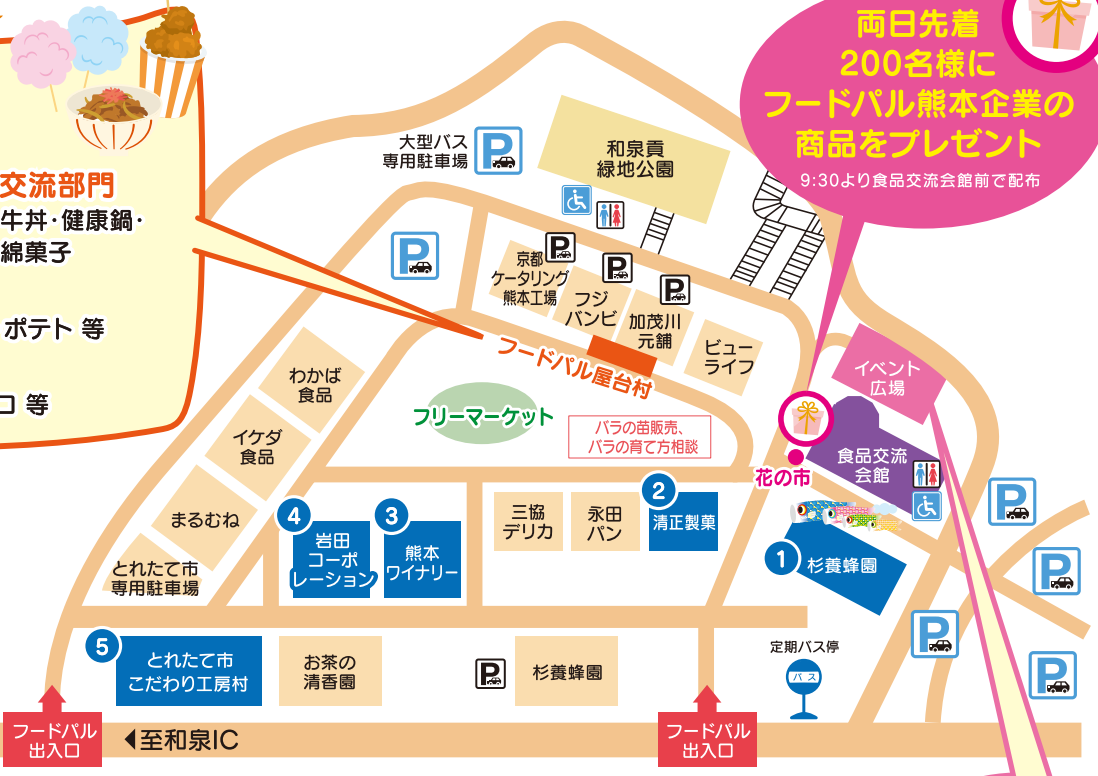 両日先着
200名様に
フードパル熊本企業の
商品をプレゼント
9:30より食品交流会館前で配布
交流部門
牛丼・健康鍋・
綿菓子
ポテト 等
コ 等
大型バス
専用駐車場
P
和泉貢
緑地公園
P
P
P
P
京都
ケータリング
熊本工場
フジ
バンビ
加茂川
元舗
ビュー
ライフ
フードパル屋台村
イベント
広場
わかば
食品
フリーマーケット
バラの苗販売、
バラの育て方相談
イケダ
食品
食品交流
会館
花の市
まるむね
4
岩田
コーポ
レーション
3
熊本
ワイナリー
三協
デリカ
永田
パン
2
清正製菓
1
杉養蜂園
P
P
P
P
とれたて市
専用駐車場
5
とれたて市
こだわり工房村
お茶の
清香園
P
杉養蜂園
定期バス停
バス
フードパル
出入口
◀至和泉IC
フードパル
出入口